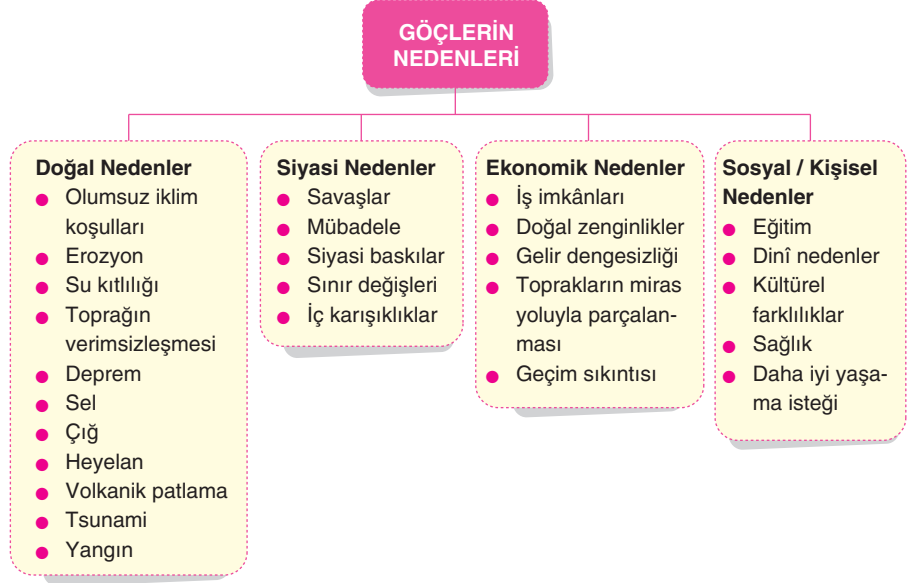 GÖÇLERİN
NEDENLERİ
Doğal Nedenler
Olumsuz iklim
koşulları
Erozyon
Su kıtlılığı
Toprağın
verimsizleşmesi
Deprem
Sel
Çığ
Heyelan
Volkanik patlama
Tsunami
Yangın
Siyasi Nedenler
Savaşlar
Mübadele
Siyasi baskılar
Sınır değişleri
İç karışıklıklar
Ekonomik Nedenler
İş imkânları
Doğal zenginlikler
Gelir dengesizliği
Toprakların miras
yoluyla parçalan-
ması
Geçim sıkıntısı
Sosyal / Kişisel
Nedenler
Eğitim
Dinî nedenler
Kültürel
farklılıklar
Sağlık
Daha iyi yaşa-
ma isteği